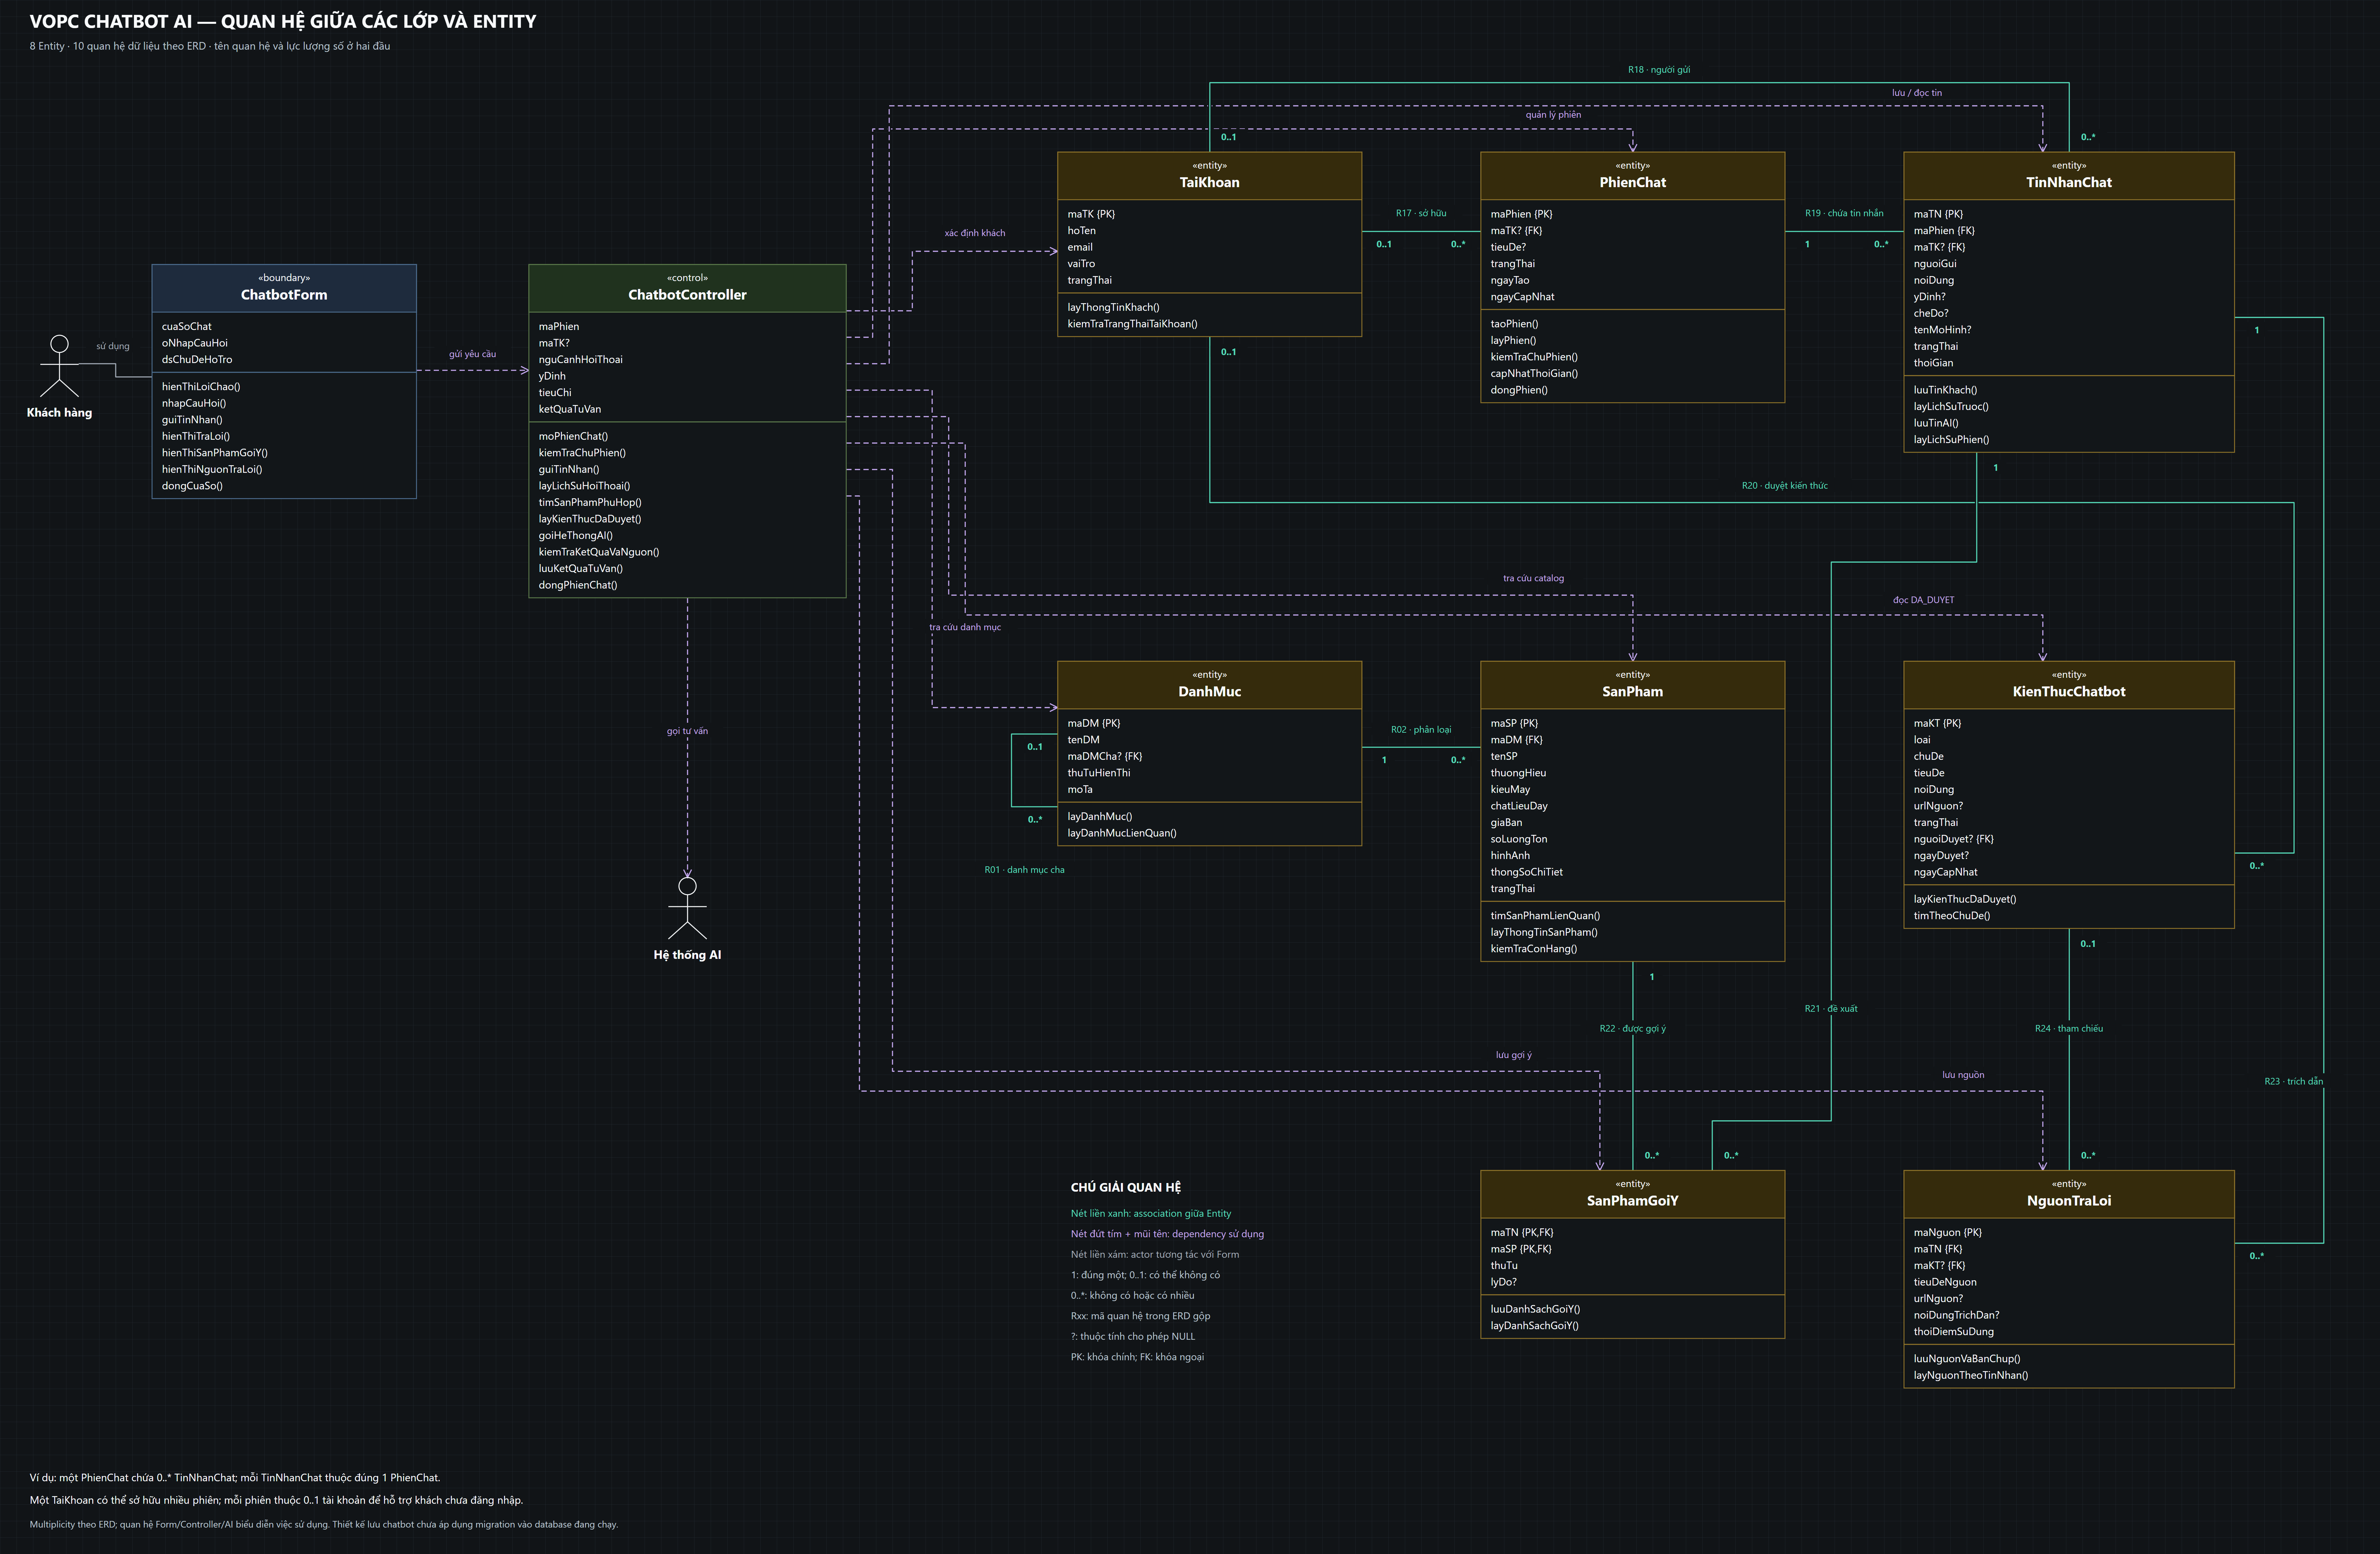 VOPC CHATBOT AI — QUAN HỆ GIỮA CÁC LỚP VÀ ENTITY
8 Entity · 10 quan hệ dữ liệu theo ERD · tên quan hệ và lực lượng số ở hai đầu
R18 · người gửi
lưu / đọc tin
quản lý phiên
0..1
0..*
«entity»
TaiKhoan
maTK {PK}
hoTen
email
vaiTro
trangThai
layThongTinKhach()
kiemTraTrangThaiTaiKhoan()
R17 · sở hữu
0..1
0..*
«entity»
PhienChat
maPhien {PK}
maTK? {FK}
tieuDe?
trangThai
ngayTao
ngayCapNhat
taoPhien()
layPhien()
kiemTraChuPhien()
capNhatThoiGian()
dongPhien()
R19 · chứa tin nhắn
1
0..*
«entity»
TinNhanChat
maTN {PK}
maPhien {FK}
maTK? {FK}
nguoiGui
noiDung
yDinh?
cheDo?
tenMoHinh?
trangThai
thoiGian
luuTinKhach()
layLichSuTruoc()
luuTinAI()
layLichSuPhien()
xác định khách
Khách hàng
sử dụng
«boundary»
ChatbotForm
cuaSoChat
oNhapCauHoi
dsChuDeHoTro
hienThiLoiChao()
nhapCauHoi()
guiTinNhan()
hienThiTraLoi()
hienThiSanPhamGoiY()
hienThiNguonTraLoi()
dongCuaSo()
gửi yêu cầu
«control»
ChatbotController
maPhien
maTK?
nguCanhHoiThoai
yDinh
tieuChi
ketQuaTuVan
moPhienChat()
kiemTraChuPhien()
guiTinNhan()
layLichSuHoiThoai()
timSanPhamPhuHop()
layKienThucDaDuyet()
goiHeThongAI()
kiemTraKetQuaVaNguon()
luuKetQuaTuVan()
dongPhienChat()
0..1
1
1
R20 · duyệt kiến thức
tra cứu catalog
đọc DA_DUYET
tra cứu danh mục
gọi tư vấn
Hệ thống AI
«entity»
DanhMuc
maDM {PK}
tenDM
maDMCha? {FK}
thuTuHienThi
moTa
layDanhMuc()
layDanhMucLienQuan()
0..1
0..*
R01 · danh mục cha
R02 · phân loại
1
0..*
«entity»
SanPham
maSP {PK}
maDM {FK}
tenSP
thuongHieu
kieuMay
chatLieuDay
giaBan
soLuongTon
hinhAnh
thongSoChiTiet
trangThai
timSanPhamLienQuan()
layThongTinSanPham()
kiemTraConHang()
«entity»
KienThucChatbot
maKT {PK}
loai
chuDe
tieuDe
noiDung
urlNguon?
trangThai
nguoiDuyet? {FK}
ngayDuyet?
ngayCapNhat
layKienThucDaDuyet()
timTheoChuDe()
0..*
0..1
1
R21 · đề xuất
R22 · được gợi ý
R24 · tham chiếu
lưu gợi ý
lưu nguồn
R23 · trích dẫn
0..*
0..*
0..*
«entity»
SanPhamGoiY
maTN {PK,FK}
maSP {PK,FK}
thuTu
lyDo?
luuDanhSachGoiY()
layDanhSachGoiY()
«entity»
NguonTraLoi
maNguon {PK}
maTN {FK}
maKT? {FK}
tieuDeNguon
urlNguon?
noiDungTrichDan?
thoiDiemSuDung
luuNguonVaBanChup()
layNguonTheoTinNhan()
0..*
CHÚ GIẢI QUAN HỆ
Nét liền xanh: association giữa Entity
Nét đứt tím + mũi tên: dependency sử dụng
Nét liền xám: actor tương tác với Form
1: đúng một; 0..1: có thể không có
0..*: không có hoặc có nhiều
Rxx: mã quan hệ trong ERD gộp
?: thuộc tính cho phép NULL
PK: khóa chính; FK: khóa ngoại
Ví dụ: một PhienChat chứa 0..* TinNhanChat; mỗi TinNhanChat thuộc đúng 1 PhienChat.
Một TaiKhoan có thể sở hữu nhiều phiên; mỗi phiên thuộc 0..1 tài khoản để hỗ trợ khách chưa đăng nhập.
Multiplicity theo ERD; quan hệ Form/Controller/AI biểu diễn việc sử dụng. Thiết kế lưu chatbot chưa áp dụng migration vào database đang chạy.